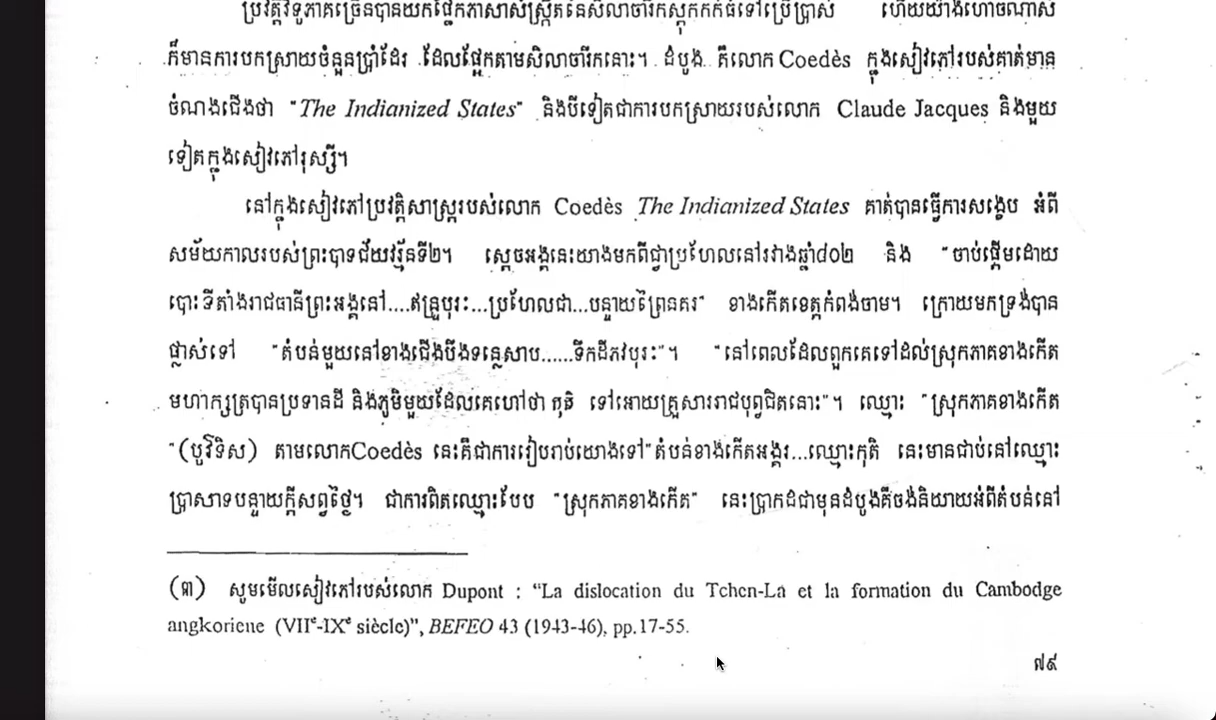 ប្រវត្តិវិទូភាគច្រើនបានយកផ្នែកភាសាសំស្ក្រឹតនៃសិលាចារឹកស្ដុកកក់ធំទៅប្រើប្រាស់ ហើយយ៉ាងហោចណាស់
ក៏មានការបកស្រាយចំនួនប្រាំដែរ ដែលផ្អែកតាមសិលាចារឹកនោះ។ ដំបូង គឺលោក Coedès ក្នុងសៀវភៅរបស់គាត់មាន
ចំណងជើងថា "The Indianized States" និងបីទៀតជាការបកស្រាយរបស់លោក Claude Jacques និងមួយ
ទៀតក្នុងសៀវភៅរុស្ស៊ី។
នៅក្នុងសៀវភៅប្រវត្តិសាស្ត្ររបស់លោក Coedès The Indianized States គាត់បានធ្វើការសង្ខេប អំពី
សម័យកាលរបស់ព្រះបាទជ័យវរ្ម័នទី២។ ស្ដេចអង្គនេះយាងមកពីជ្វាប្រហែលនៅរវាងឆ្នាំ៨០២ និង "ចាប់ផ្ដើមដោយ
បោះទីតាំងរាជធានីព្រះអង្គនៅ....ឥន្ទ្របុរៈ...ប្រហែលជា...បន្ទាយព្រៃនគរ" ខាងកើតខេត្តកំពង់ចាម។ ក្រោយមកទ្រង់បាន
ផ្លាស់ទៅ "តំបន់មួយនៅខាងជើងបឹងទន្លេសាប......ទឹកដីភវបុរៈ"។ "នៅពេលដែលពួកគេទៅដល់ស្រុកភាគខាងកើត
មហាក្សត្របានប្រទានដី និងភូមិមួយដែលគេហៅថា កុតិ ទៅអោយគ្រួសាររាជបុព្វជិតនោះ"។ ឈ្មោះ "ស្រុកភាគខាងកើត
"(បូវ៌ទិស) តាមលោកCoedès នេះគឺជាការរៀបរាប់យោងទៅ"តំបន់ខាងកើតអង្គរ...ឈ្មោះកុតិ នេះមានជាប់នៅឈ្មោះ
ប្រាសាទបន្ទាយក្ដីសព្វថ្ងៃ។ ជាការពិតឈ្មោះបែប "ស្រុកភាគខាងកើត" នេះប្រាកដជាមុនដំបូងគឺចង់និយាយអំពីតំបន់នៅ
(៣) សូមមើលសៀវភៅរបស់លោក Dupont : “La dislocation du Tchen-La et la formation du Cambodge
angkoriene (VIIᵉ-IXᵉ siècle)”, BEFEO 43 (1943-46), pp.17-55.
៧៩